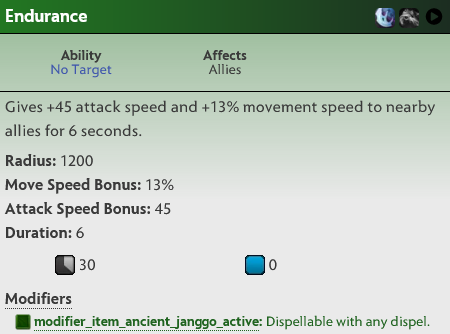 Endurance
Ability
No Target
Affects
Allies
Gives +45 attack speed and +13% movement speed to nearby
allies for 6 seconds.
Radius: 1200
Move Speed Bonus: 13%
Attack Speed Bonus: 45
Duration: 6
30
0
Modifiers
modifier_item_ancient_janggo_active: Dispellable with any dispel.